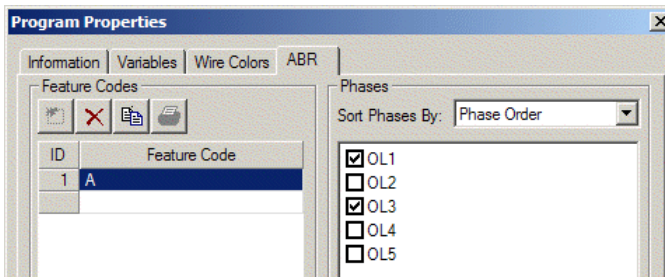 Program Properties
Information Variables Wire Colors ABR
Feature Codes
Phases
Sort Phases By: Phase Order
ID Feature Code
1 A
OL1
OL2
OL3
OL4
OL5